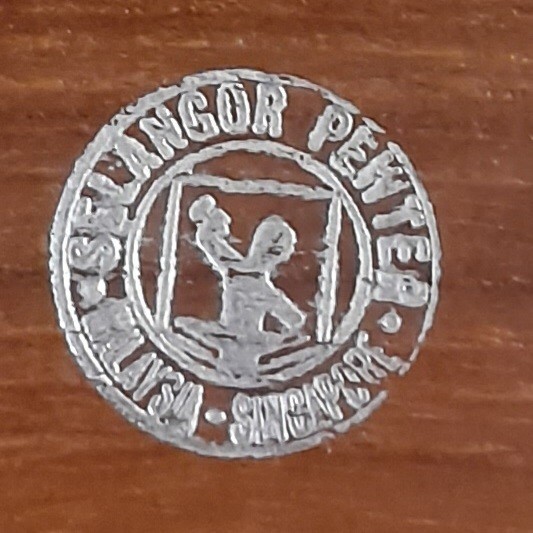 SELANGOR PEWTER
MALAYSIA · SINGAPORE